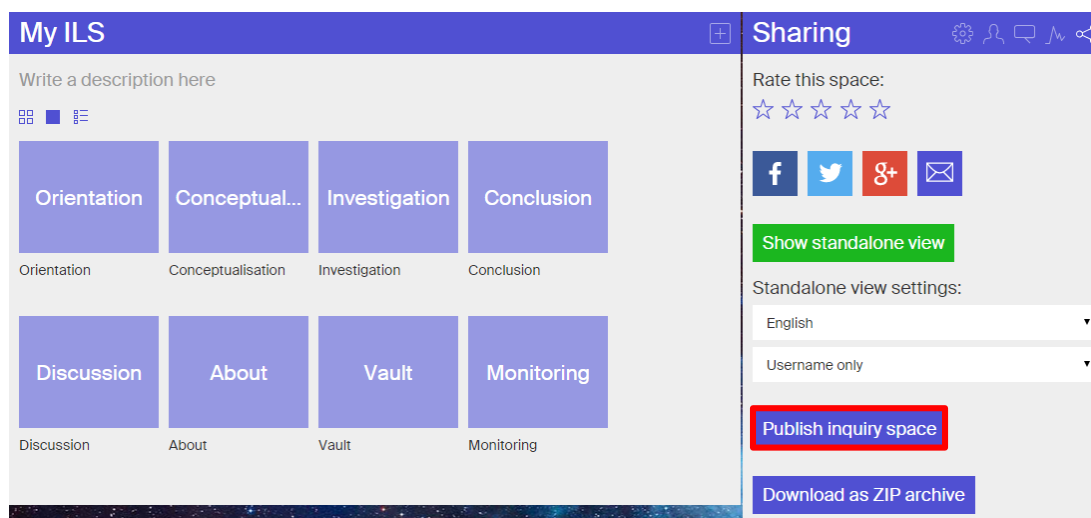 My ILS
Write a description here
Orientation
Conceptual...
Investigation
Conclusion
Orientation
Conceptualisation
Investigation
Conclusion
Discussion
About
Vault
Monitoring
Discussion
About
Vault
Monitoring
Sharing
Rate this space:
f
g+
Show standalone view
Standalone view settings:
English
Username only
Publish inquiry space
Download as ZIP archive